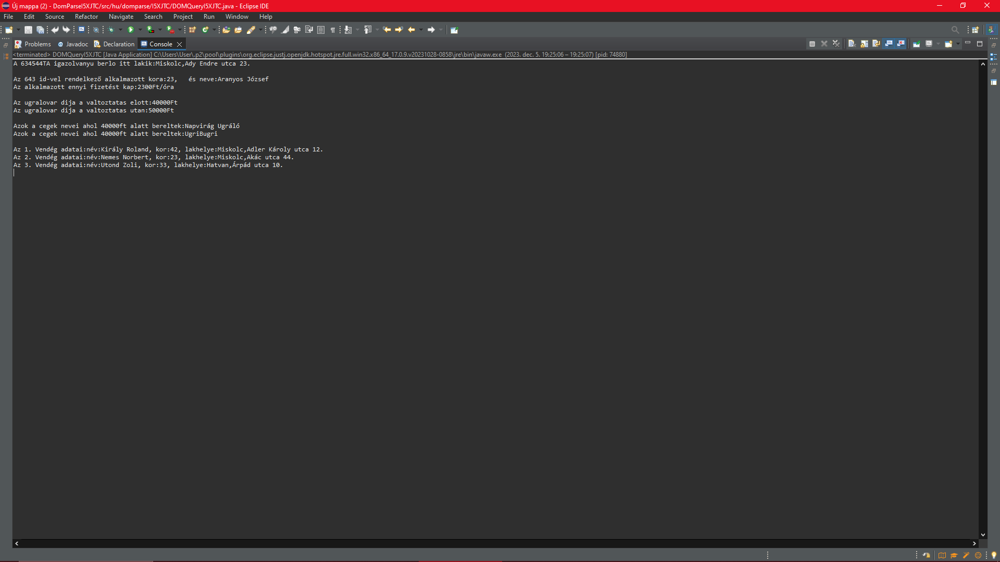 Új mappa (2) - DomParseI5XJTC/src/hu/domparse/I5XJTC/DOMQueryI5XJTC.java - Eclipse IDE
File Edit Source Refactor Navigate Search Project Run Window Help
Problems Javadoc Declaration Console
<terminated> DOMQueryI5XJTC [Java Application] C:\Users\User\.p2\pool\plugins\org.eclipse.justj.openjdk.hotspot.jre.full.win32.x86_64_17.0.9.v20231028-0858\jre\bin\javaw.exe (2023. dec. 5. 19:25:06 – 19:25:07) [pid: 74880]
A 634544TA igazolvanyu berlo itt lakik:Miskolc,Ady Endre utca 23.
Az 643 id-vel rendelkező alkalmazott kora:23,   és neve:Aranyos József
Az alkalmazott ennyi fizetést kap:2300Ft/óra
Az ugralovar dija a valtoztatas elott:40000Ft
Az ugralovar dija a valtoztatas utan:50000Ft
Azok a cegek nevei ahol 40000ft alatt bereltek:Napvirág Ugráló
Azok a cegek nevei ahol 40000ft alatt bereltek:UgriBugri
Az 1. Vendég adatai:név:Király Roland, kor:42, lakhelye:Miskolc,Adler Károly utca 12.
Az 2. Vendég adatai:név:Nemes Norbert, kor:23, lakhelye:Miskolc,Akác utca 44.
Az 3. Vendég adatai:név:Utond Zoli, kor:33, lakhelye:Hatvan,Árpád utca 10.